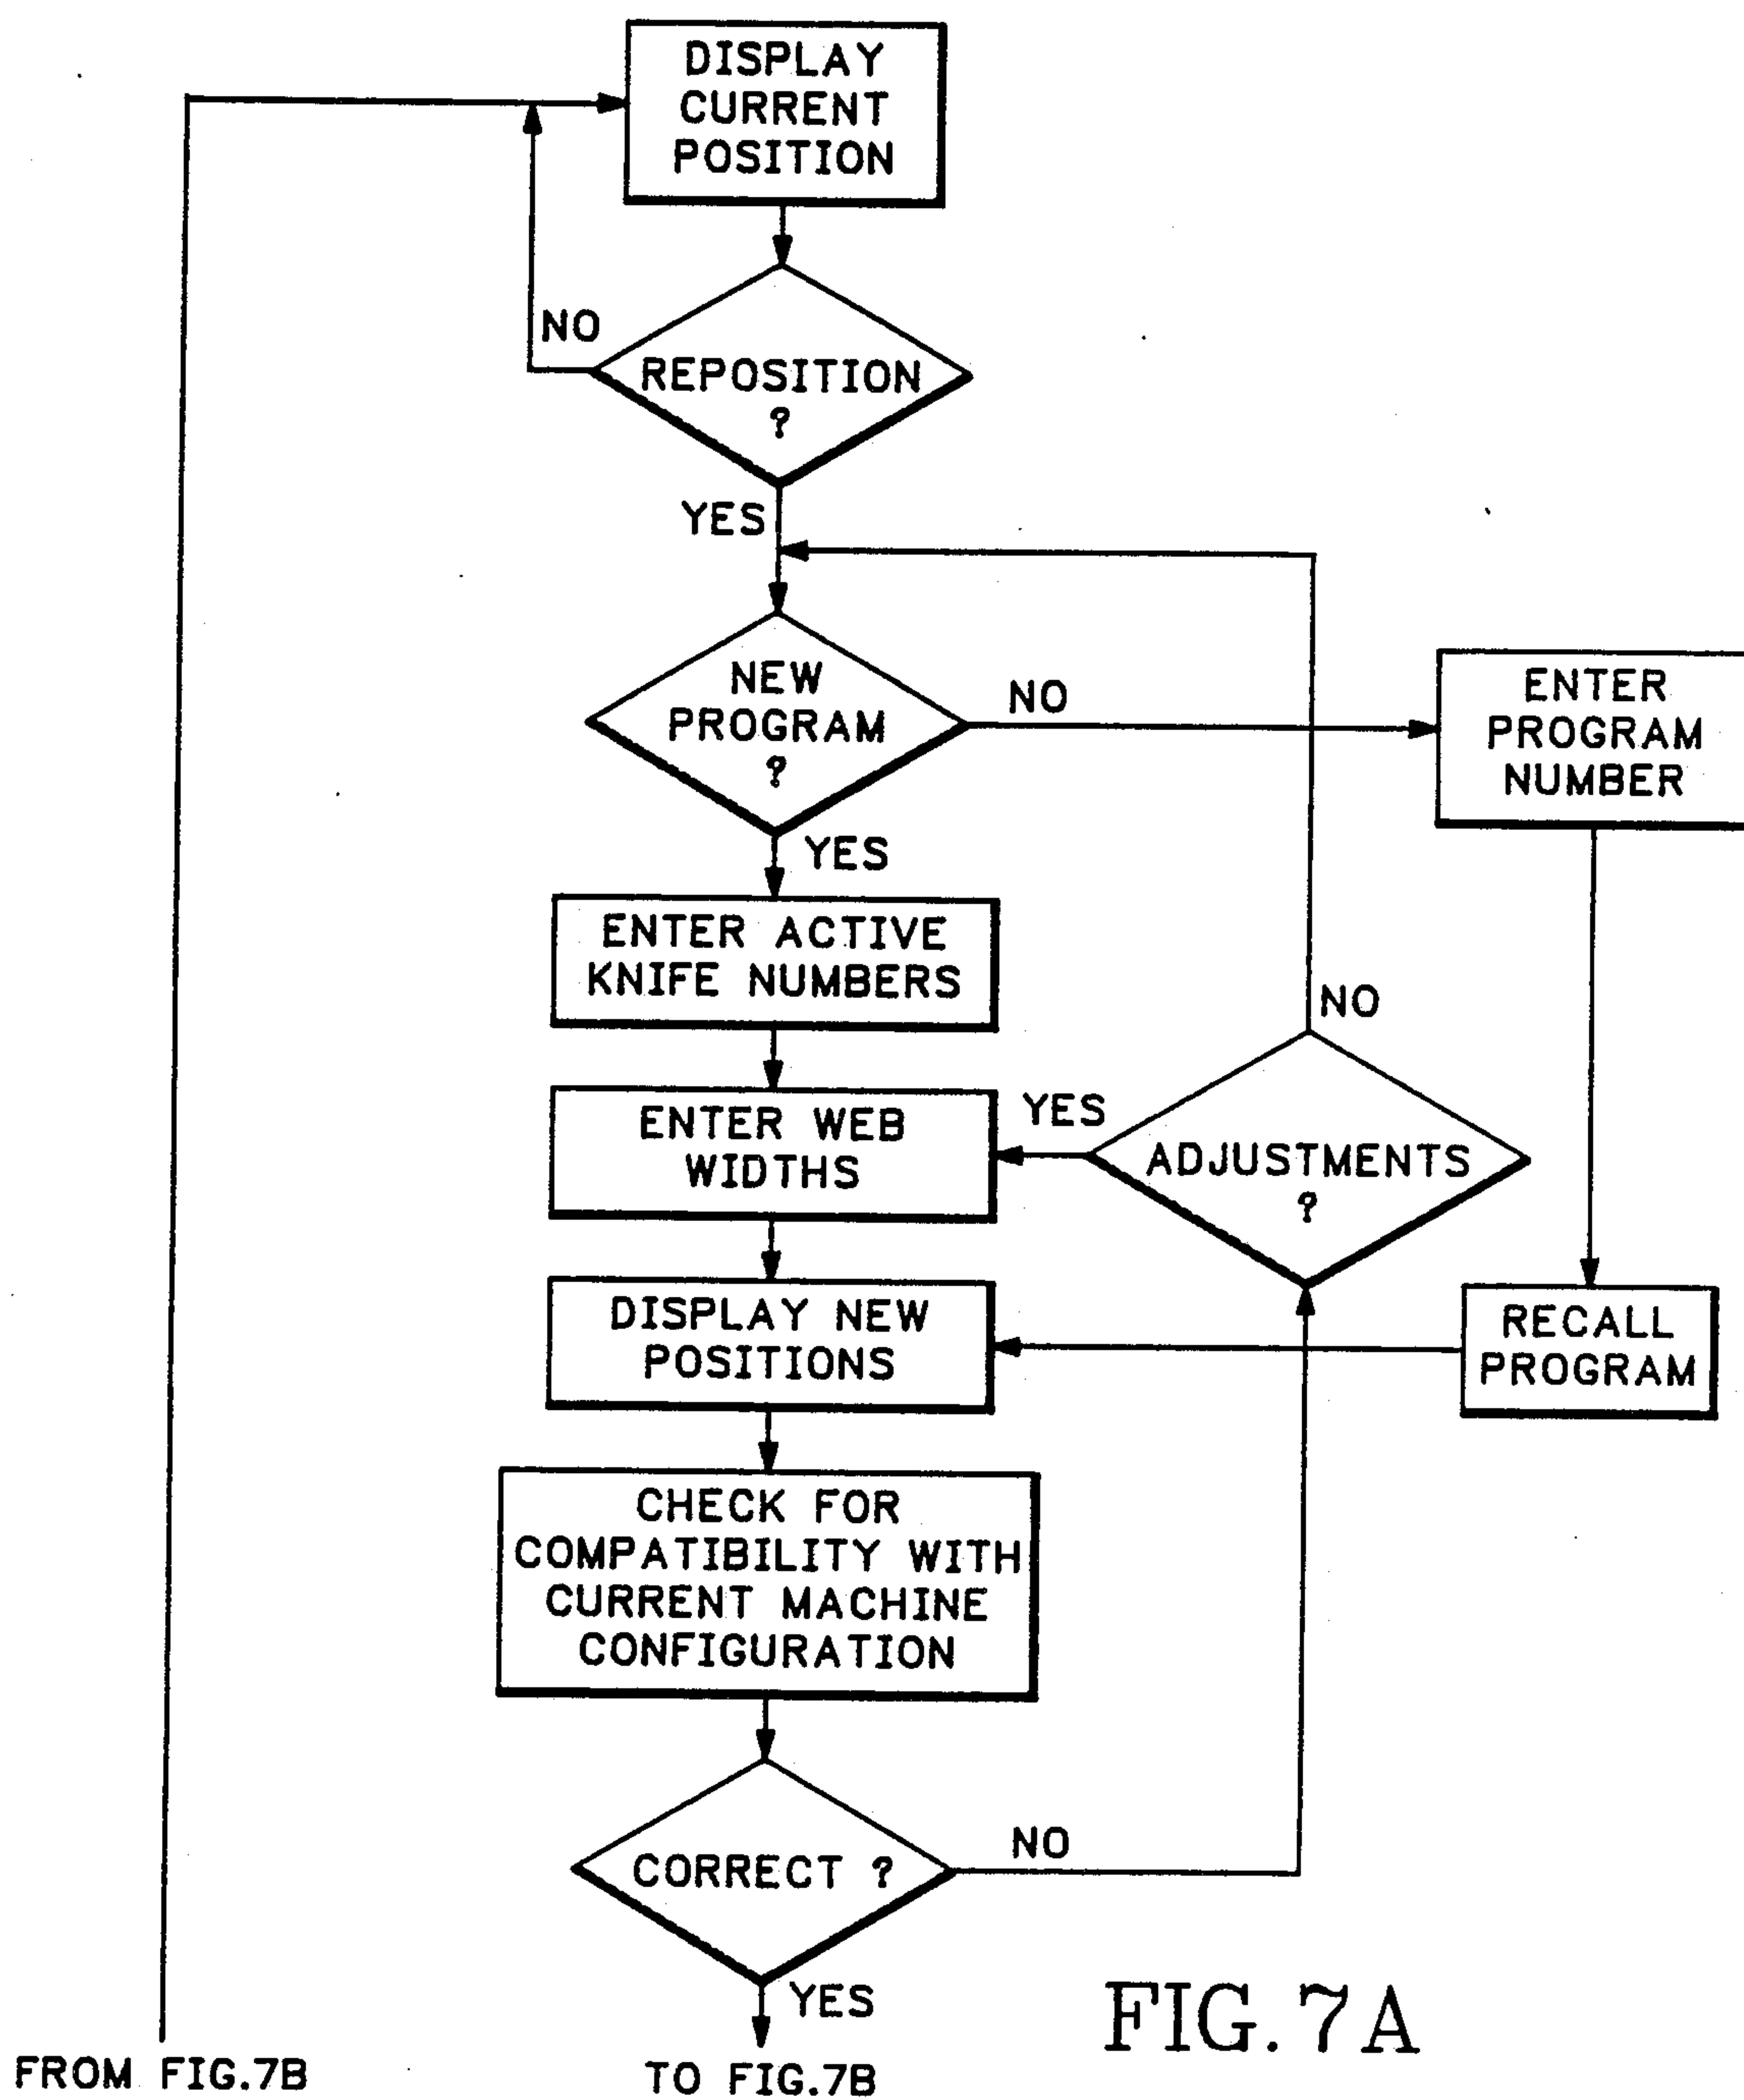 DISPLAY
CURRENT
POSITION
NO
REPOSITION
?
YES
NEW
PROGRAM
?
NO
ENTER
PROGRAM
NUMBER
YES
ENTER ACTIVE
KNIFE NUMBERS
NO
ENTER WEB
WIDTHS
YES
ADJUSTMENTS
?
DISPLAY NEW
POSITIONS
RECALL
PROGRAM
CHECK FOR
COMPATIBILITY WITH
CURRENT MACHINE
CONFIGURATION
CORRECT ?
NO
YES
FIG. 7A
FROM FIG.7B
TO FIG.7B